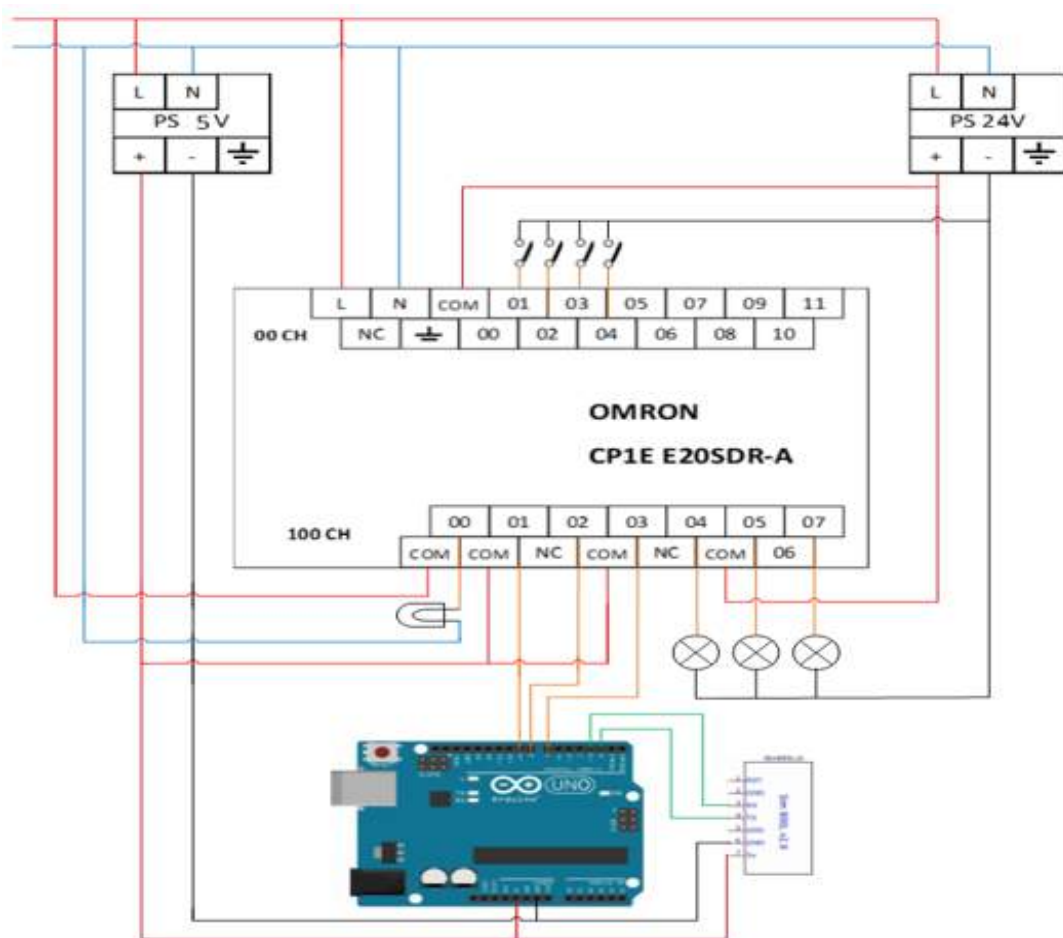 L N
PS 5V
+ -
L N
PS 24V
+ -
L N COM 01 03 05 07 09 11
00 CH
NC 00 02 04 06 08 10
OMRON
CP1E E20SDR-A
00 01 02 03 04 05 07
100 CH
COM COM NC COM NC COM 06
UNO